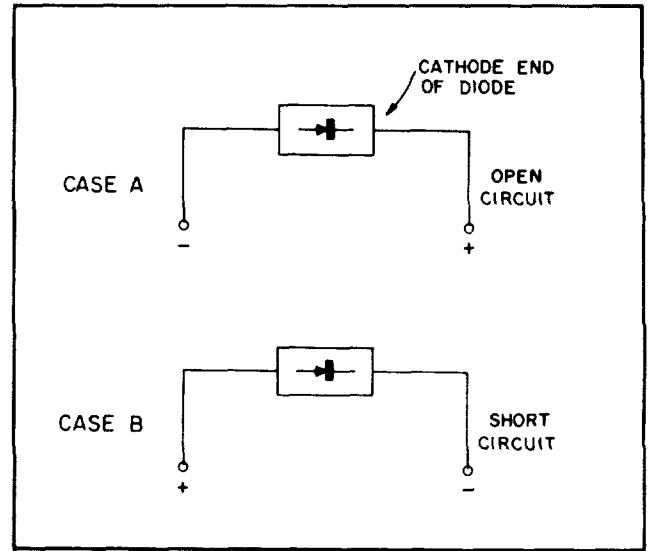 CATHODE END
OF DIODE
CASE A
OPEN
CIRCUIT
-
+
CASE B
SHORT
CIRCUIT
+
-